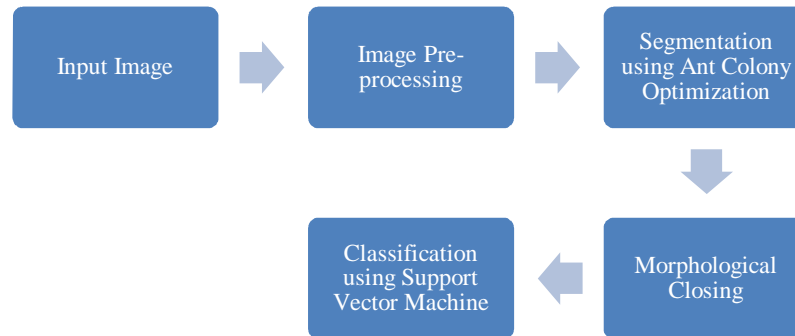 Input Image
Image Pre-
processing
Segmentation
using Ant Colony
Optimization
Morphological
Closing
Classification
using Support
Vector Machine